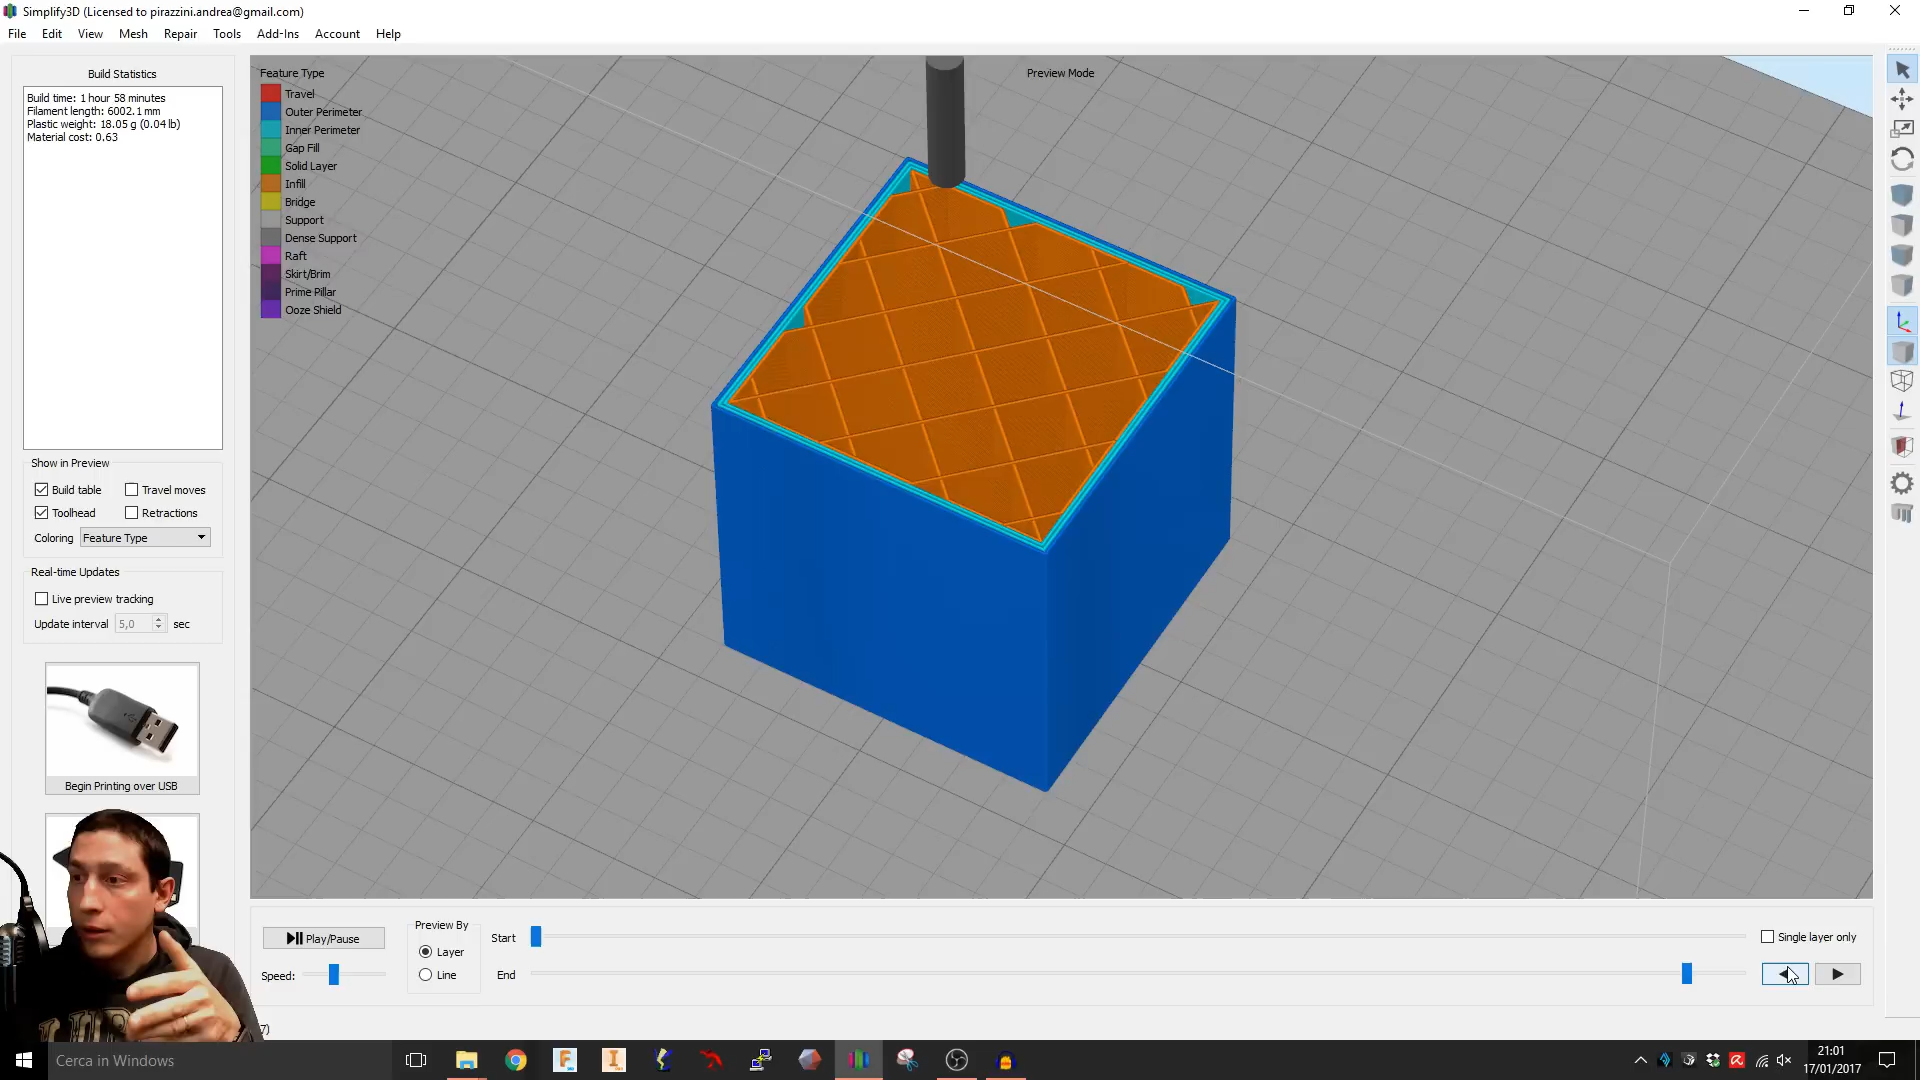 Simplify3D (Licensed to pirazzini.andrea@gmail.com)
File Edit View Mesh Repair Tools Add-Ins Account Help
Build Statistics
Build time: 1 hour 58 minutes
Filament length: 6002.1 mm
Plastic weight: 18.05 g (0.04 lb)
Material cost: 0.63
Show in Preview
Build table
Travel moves
Toolhead
Retractions
Coloring Feature Type
Real-time Updates
Live preview tracking
Update interval 5,0 sec
Begin Printing over USB
Feature Type
Travel
Outer Perimeter
Inner Perimeter
Gap Fill
Solid Layer
Infill
Bridge
Support
Dense Support
Raft
Skirt/Brim
Prime Pillar
Ooze Shield
Preview Mode
Play/Pause
Speed:
Preview By
Layer
Line
Start
End
Single layer only
7)
Cerca in Windows
21:01
17/01/2017